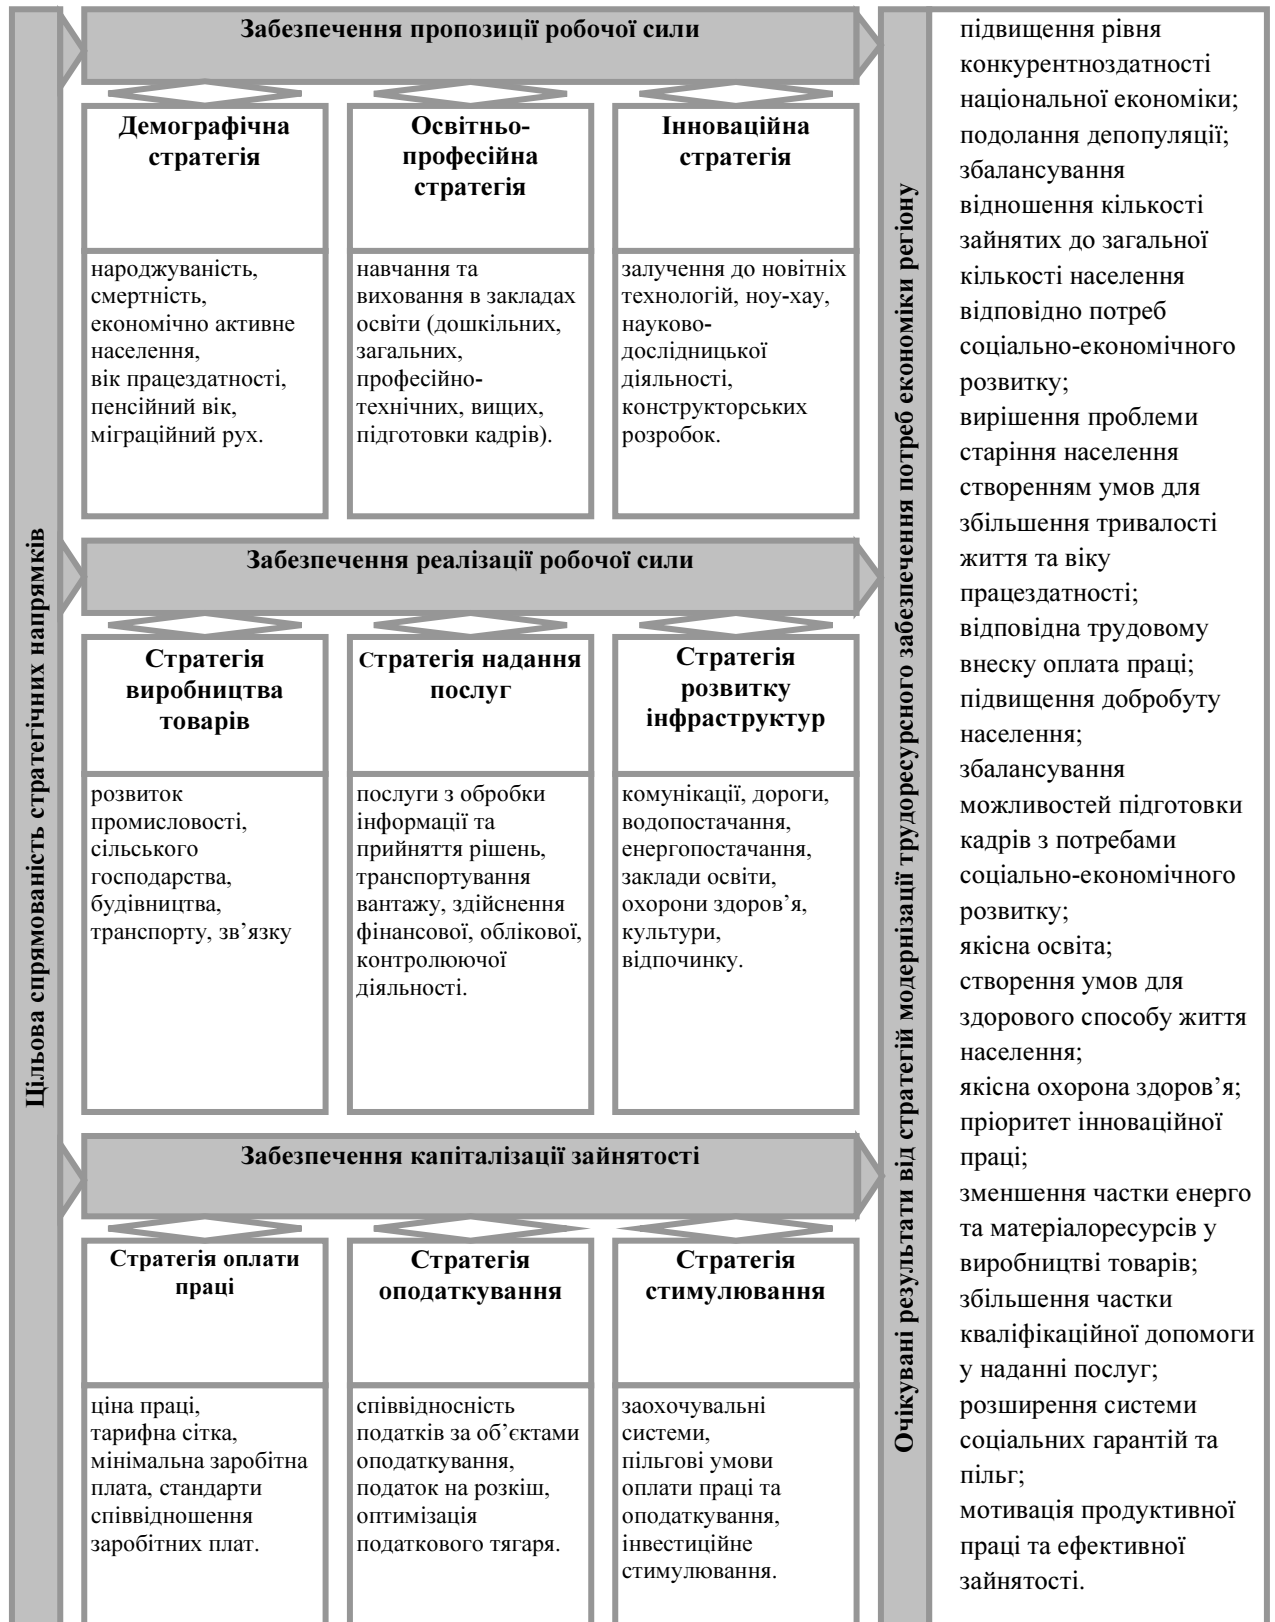 Цільова спрямованість стратегічних напрямків
Забезпечення пропозиції робочої сили
Демографічна
стратегія
народжуваність,
смертність,
економічно активне
населення,
вік працездатності,
пенсійний вік,
міграційний рух.
Освітньо-
професійна
стратегія
навчання та
виховання в закладах
освіти (дошкільних,
загальних,
професійно-
технічних, вищих,
підготовки кадрів).
Інноваційна
стратегія
залучення до новітніх
технологій, ноу-хау,
науково-
дослідницької
діяльності,
конструкторських
розробок.
Забезпечення реалізації робочої сили
Стратегія
виробництва
товарів
розвиток
промисловості,
сільського
господарства,
будівництва,
транспорту, зв’язку
Стратегія надання
послуг
послуги з обробки
інформації та
прийняття рішень,
транспортування
вантажу, здійснення
фінансової, облікової,
контролюючої
діяльності.
Стратегія
розвитку
інфраструктур
комунікації, дороги,
водопостачання,
енергопостачання,
заклади освіти,
охорони здоров’я,
культури,
відпочинку.
Забезпечення капіталізації зайнятості
Стратегія оплати
праці
ціна праці,
тарифна сітка,
мінімальна заробітна
плата, стандарти
співвідношення
заробітних плат.
Стратегія
оподаткування
співвідносність
податків за об’єктами
оподаткування,
податок на розкіш,
оптимізація
податкового тягаря.
Стратегія
стимулювання
заохочувальні
системи,
пільгові умови
оплати праці та
оподаткування,
інвестиційне
стимулювання.
Очікувані результати від стратегій модернізації трудоресурсного забезпечення потреб економіки регіону
підвищення рівня
конкурентноздатності
національної економіки;
подолання депопуляції;
збалансування
відношення кількості
зайнятих до загальної
кількості населення
відповідно потреб
соціально-економічного
розвитку;
вирішення проблеми
старіння населення
створенням умов для
збільшення тривалості
життя та віку
працездатності;
відповідна трудовому
внеску оплата праці;
підвищення добробуту
населення;
збалансування
можливостей підготовки
кадрів з потребами
соціально-економічного
розвитку;
якісна освіта;
створення умов для
здорового способу життя
населення;
якісна охорона здоров’я;
пріоритет інноваційної
праці;
зменшення частки енерго
та матеріалоресурсів у
виробництві товарів;
збільшення частки
кваліфікаційної допомоги
у наданні послуг;
розширення системи
соціальних гарантій та
пільг;
мотивація продуктивної
праці та ефективної
зайнятості.